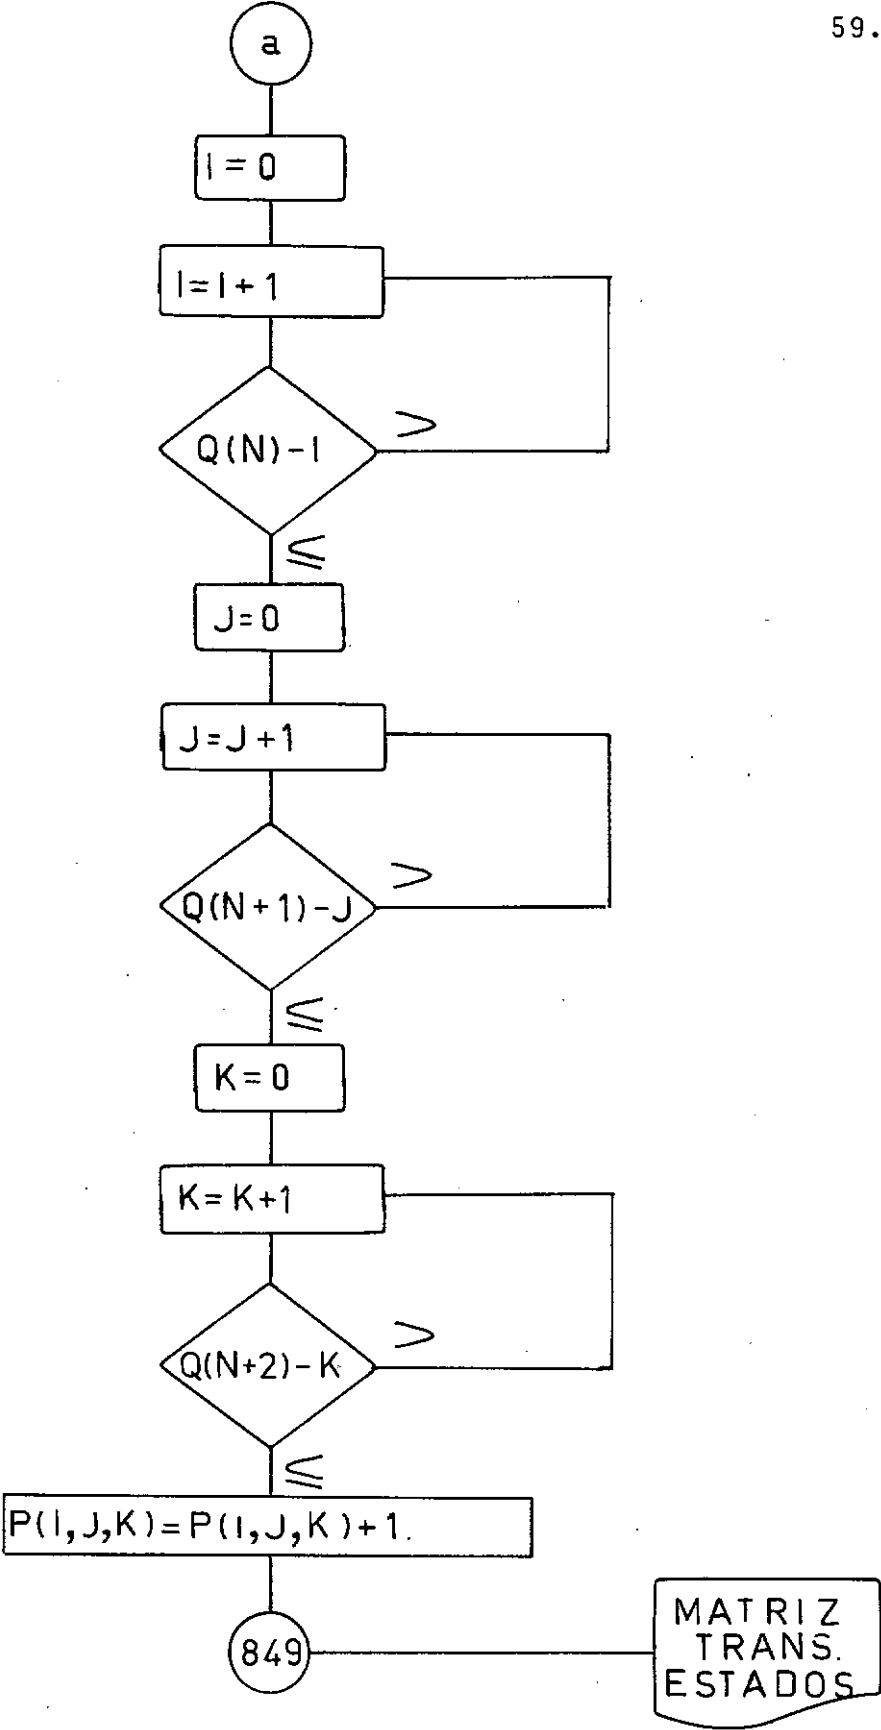 59.
a
I = 0
I = I + 1
>
Q(N) - I
≤
J = 0
J = J + 1
>
Q(N + 1) - J
≤
K = 0
K = K + 1
>
Q(N+2) - K
≤
P(I,J,K) = P(I,J,K) + 1.
849
MATRIZ
TRANS.
ESTADOS